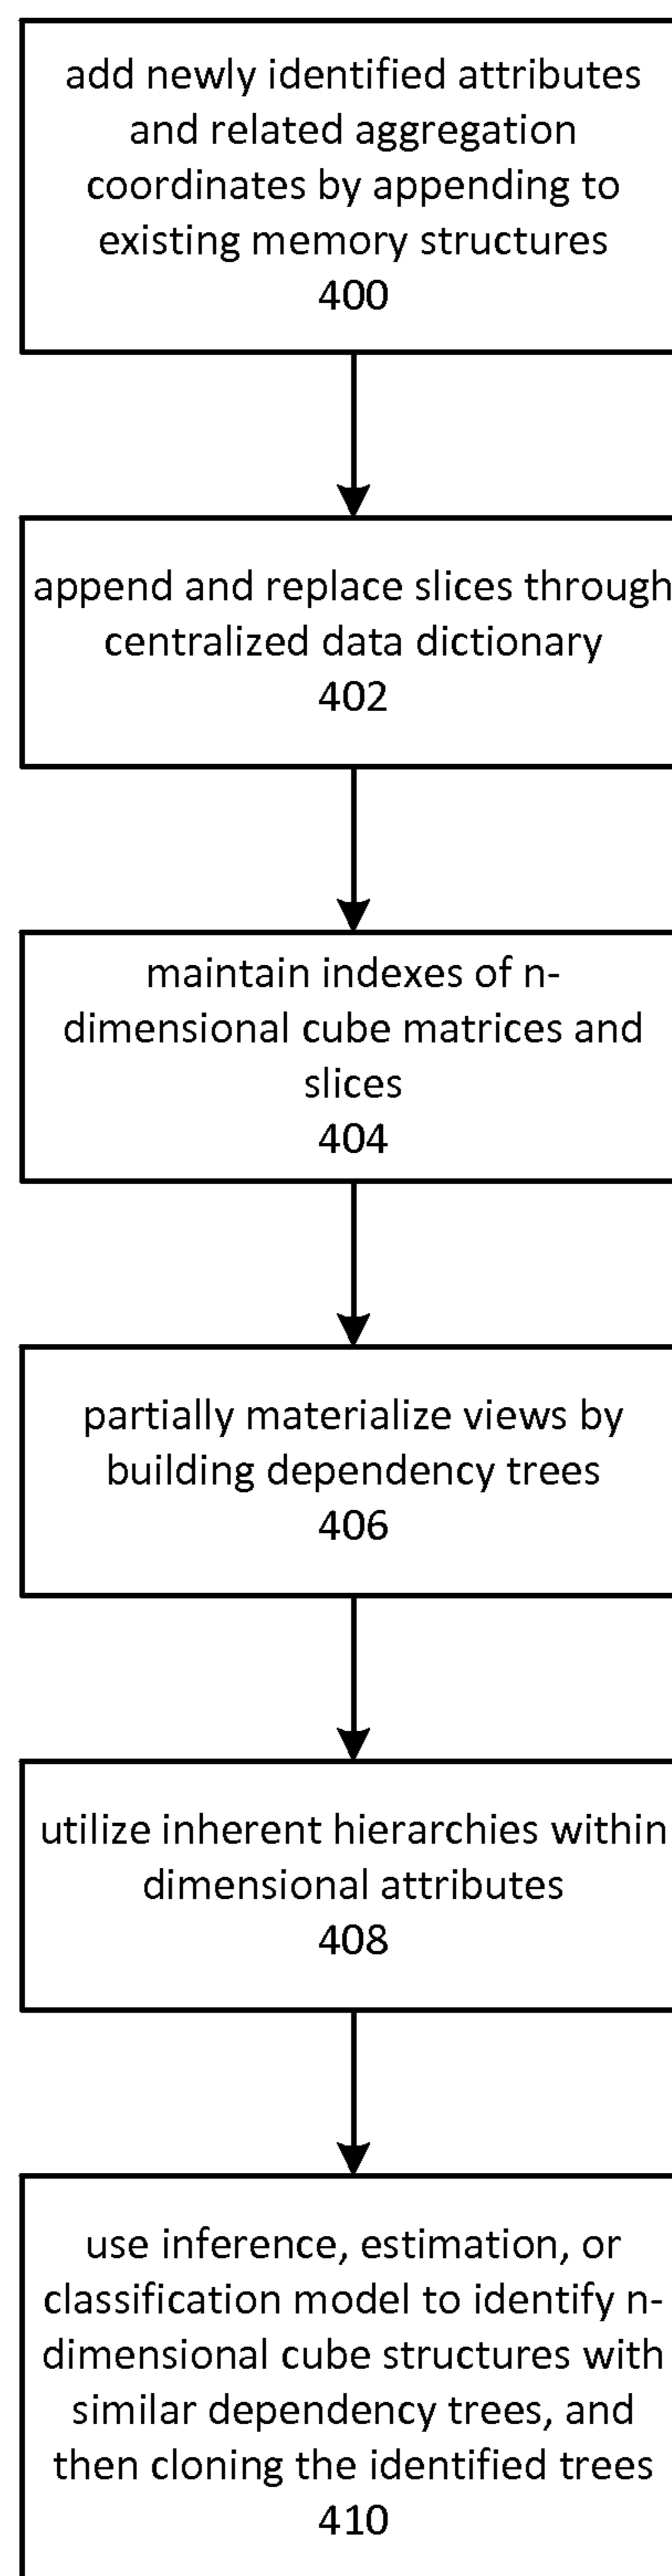 add newly identified attributes
and related aggregation
coordinates by appending to
existing memory structures
400
append and replace slices through
centralized data dictionary
402
maintain indexes of n-
dimensional cube matrices and
slices
404
partially materialize views by
building dependency trees
406
utilize inherent hierarchies within
dimensional attributes
408
use inference, estimation, or
classification model to identify n-
dimensional cube structures with
similar dependency trees, and
then cloning the identified trees
410